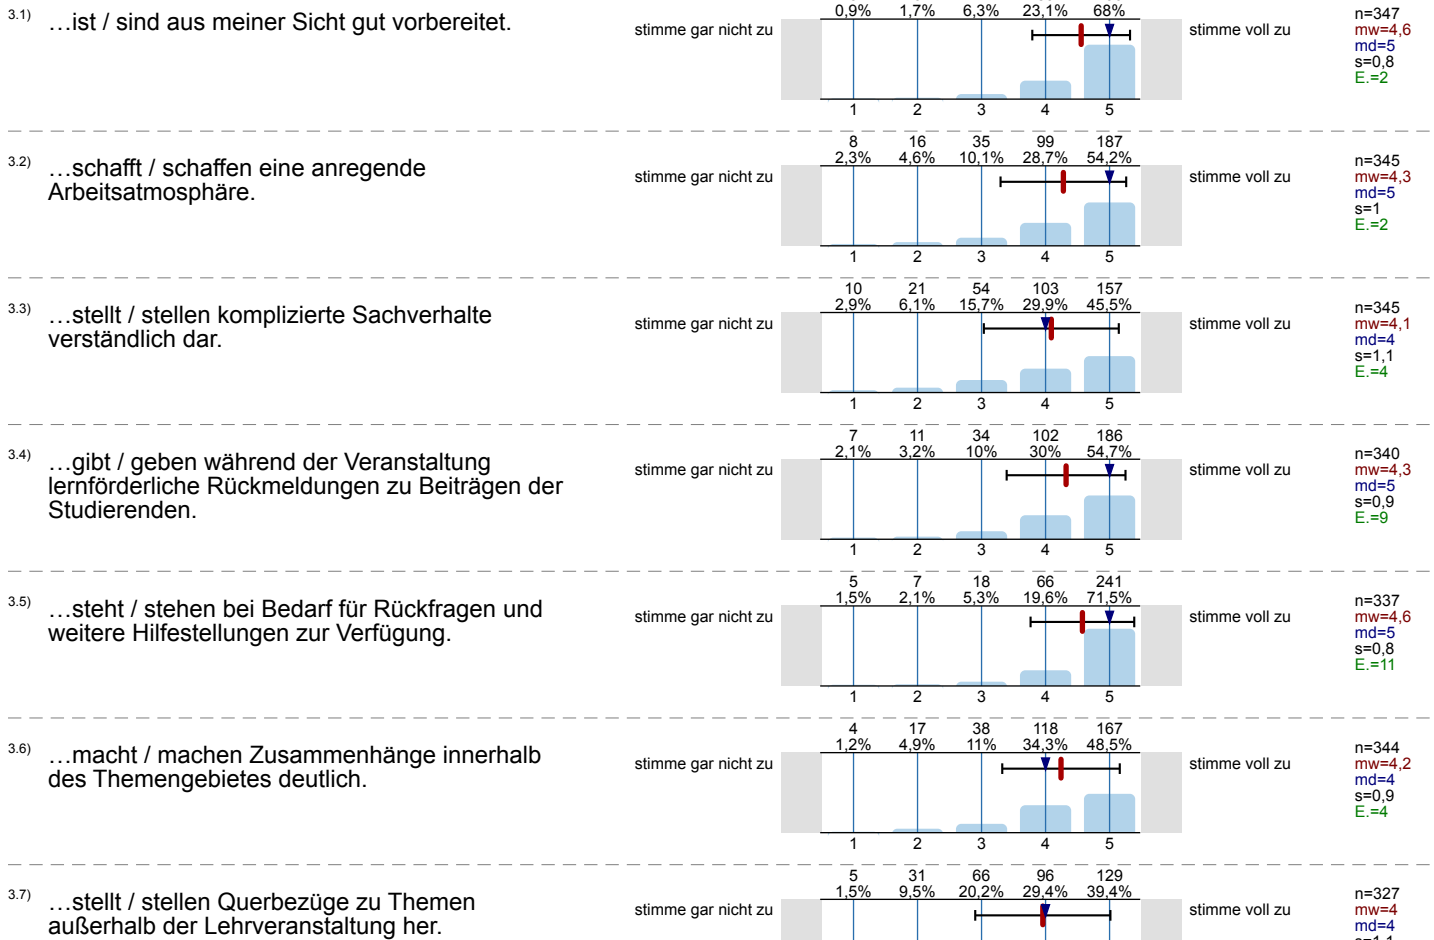 3.1) …ist / sind aus meiner Sicht gut vorbereitet.
stimme gar nicht zu
0,9% 1,7% 6,3% 23,1% 68%
1 2 3 4 5
stimme voll zu
n=347
mw=4,6
md=5
s=0,8
E.=2
3.2) …schafft / schaffen eine anregende
Arbeitsatmosphäre.
stimme gar nicht zu
8 16 35 99 187
2,3% 4,6% 10,1% 28,7% 54,2%
1 2 3 4 5
stimme voll zu
n=345
mw=4,3
md=5
s=1
E.=2
3.3) …stellt / stellen komplizierte Sachverhalte
verständlich dar.
stimme gar nicht zu
10 21 54 103 157
2,9% 6,1% 15,7% 29,9% 45,5%
1 2 3 4 5
stimme voll zu
n=345
mw=4,1
md=4
s=1,1
E.=4
3.4) …gibt / geben während der Veranstaltung
lernförderliche Rückmeldungen zu Beiträgen der
Studierenden.
stimme gar nicht zu
7 11 34 102 186
2,1% 3,2% 10% 30% 54,7%
1 2 3 4 5
stimme voll zu
n=340
mw=4,3
md=5
s=0,9
E.=9
3.5) …steht / stehen bei Bedarf für Rückfragen und
weitere Hilfestellungen zur Verfügung.
stimme gar nicht zu
5 7 18 66 241
1,5% 2,1% 5,3% 19,6% 71,5%
1 2 3 4 5
stimme voll zu
n=337
mw=4,6
md=5
s=0,8
E.=11
3.6) …macht / machen Zusammenhänge innerhalb
des Themengebietes deutlich.
stimme gar nicht zu
4 17 38 118 167
1,2% 4,9% 11% 34,3% 48,5%
1 2 3 4 5
stimme voll zu
n=344
mw=4,2
md=4
s=0,9
E.=4
3.7) …stellt / stellen Querbezüge zu Themen
außerhalb der Lehrveranstaltung her.
stimme gar nicht zu
5 31 66 96 129
1,5% 9,5% 20,2% 29,4% 39,4%
stimme voll zu
n=327
mw=4
md=4
s=1,1